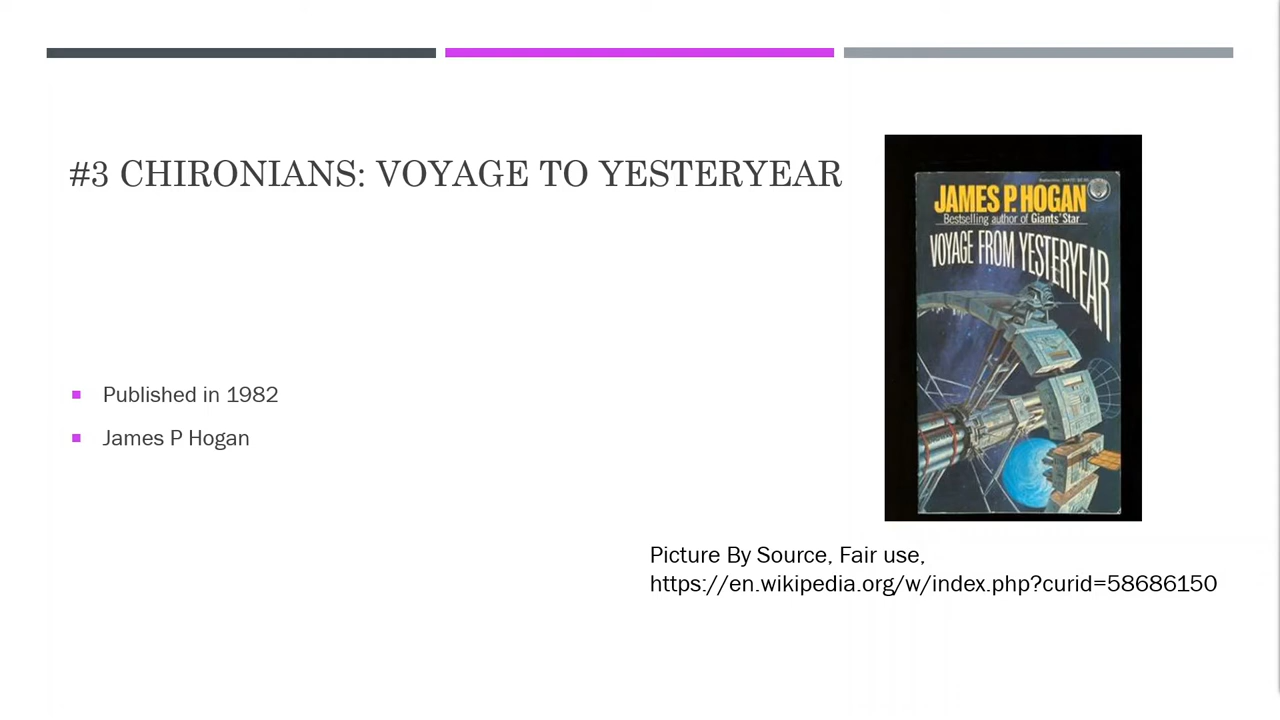 #3 CHIRONIANS: VOYAGE TO YESTERYEAR
JAMES P. HOGAN
Bestselling author of Giants' Star
VOYAGE FROM YESTERYEAR
Published in 1982
James P Hogan
Picture By Source, Fair use,
https://en.wikipedia.org/w/index.php?curid=58686150